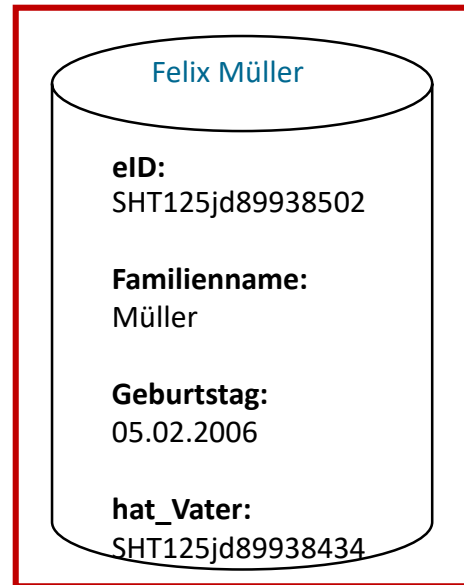 Felix Müller
eID:
SHT125jd89938502
Familienname:
Müller
Geburtstag:
05.02.2006
hat_Vater:
SHT125jd89938434